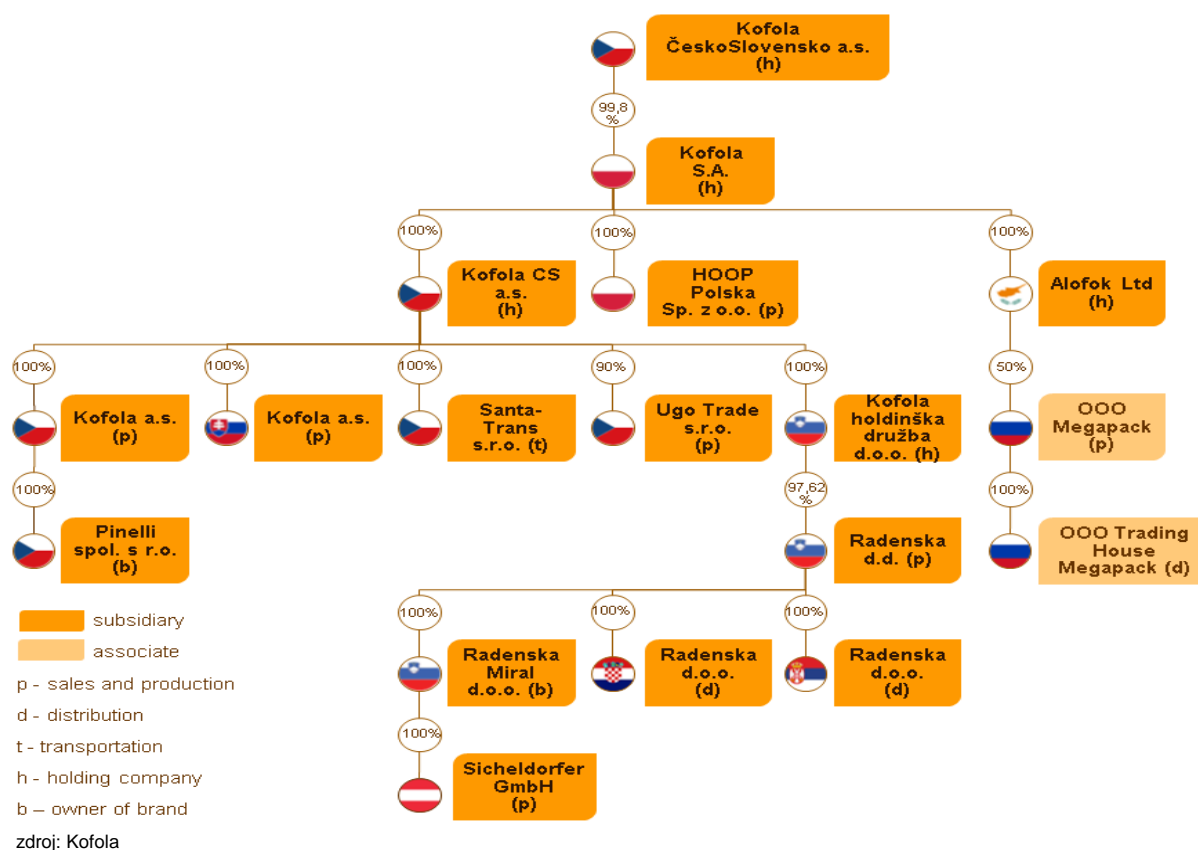 Kofola
ČeskoSlovensko a.s.
(h)
99,8
%
Kofola
S.A.
(h)
100%
100%
100%
Kofola CS
a.s.
(h)
HOOP
Polska
Sp. z o.o. (p)
Alofok Ltd
(h)
100%
100%
100%
90%
100%
50%
Kofola a.s.
(p)
Kofola a.s.
(p)
Santa-
Trans
s.r.o. (t)
Ugo Trade
s.r.o.
(p)
Kofola
holdinška
družba
d.o.o. (h)
OOO
Megapack
(p)
100%
97,62
%
100%
Pinelli
spol. s r.o.
(b)
Radenska
d.d. (p)
OOO Trading
House
Megapack (d)
100%
100%
100%
Radenska
Miral
d.o.o. (b)
Radenska
d.o.o.
(d)
Radenska
d.o.o.
(d)
100%
Sicheldorfer
GmbH
(p)
subsidiary
associate
p - sales and production
d - distribution
t - transportation
h - holding company
b – owner of brand
zdroj: Kofola